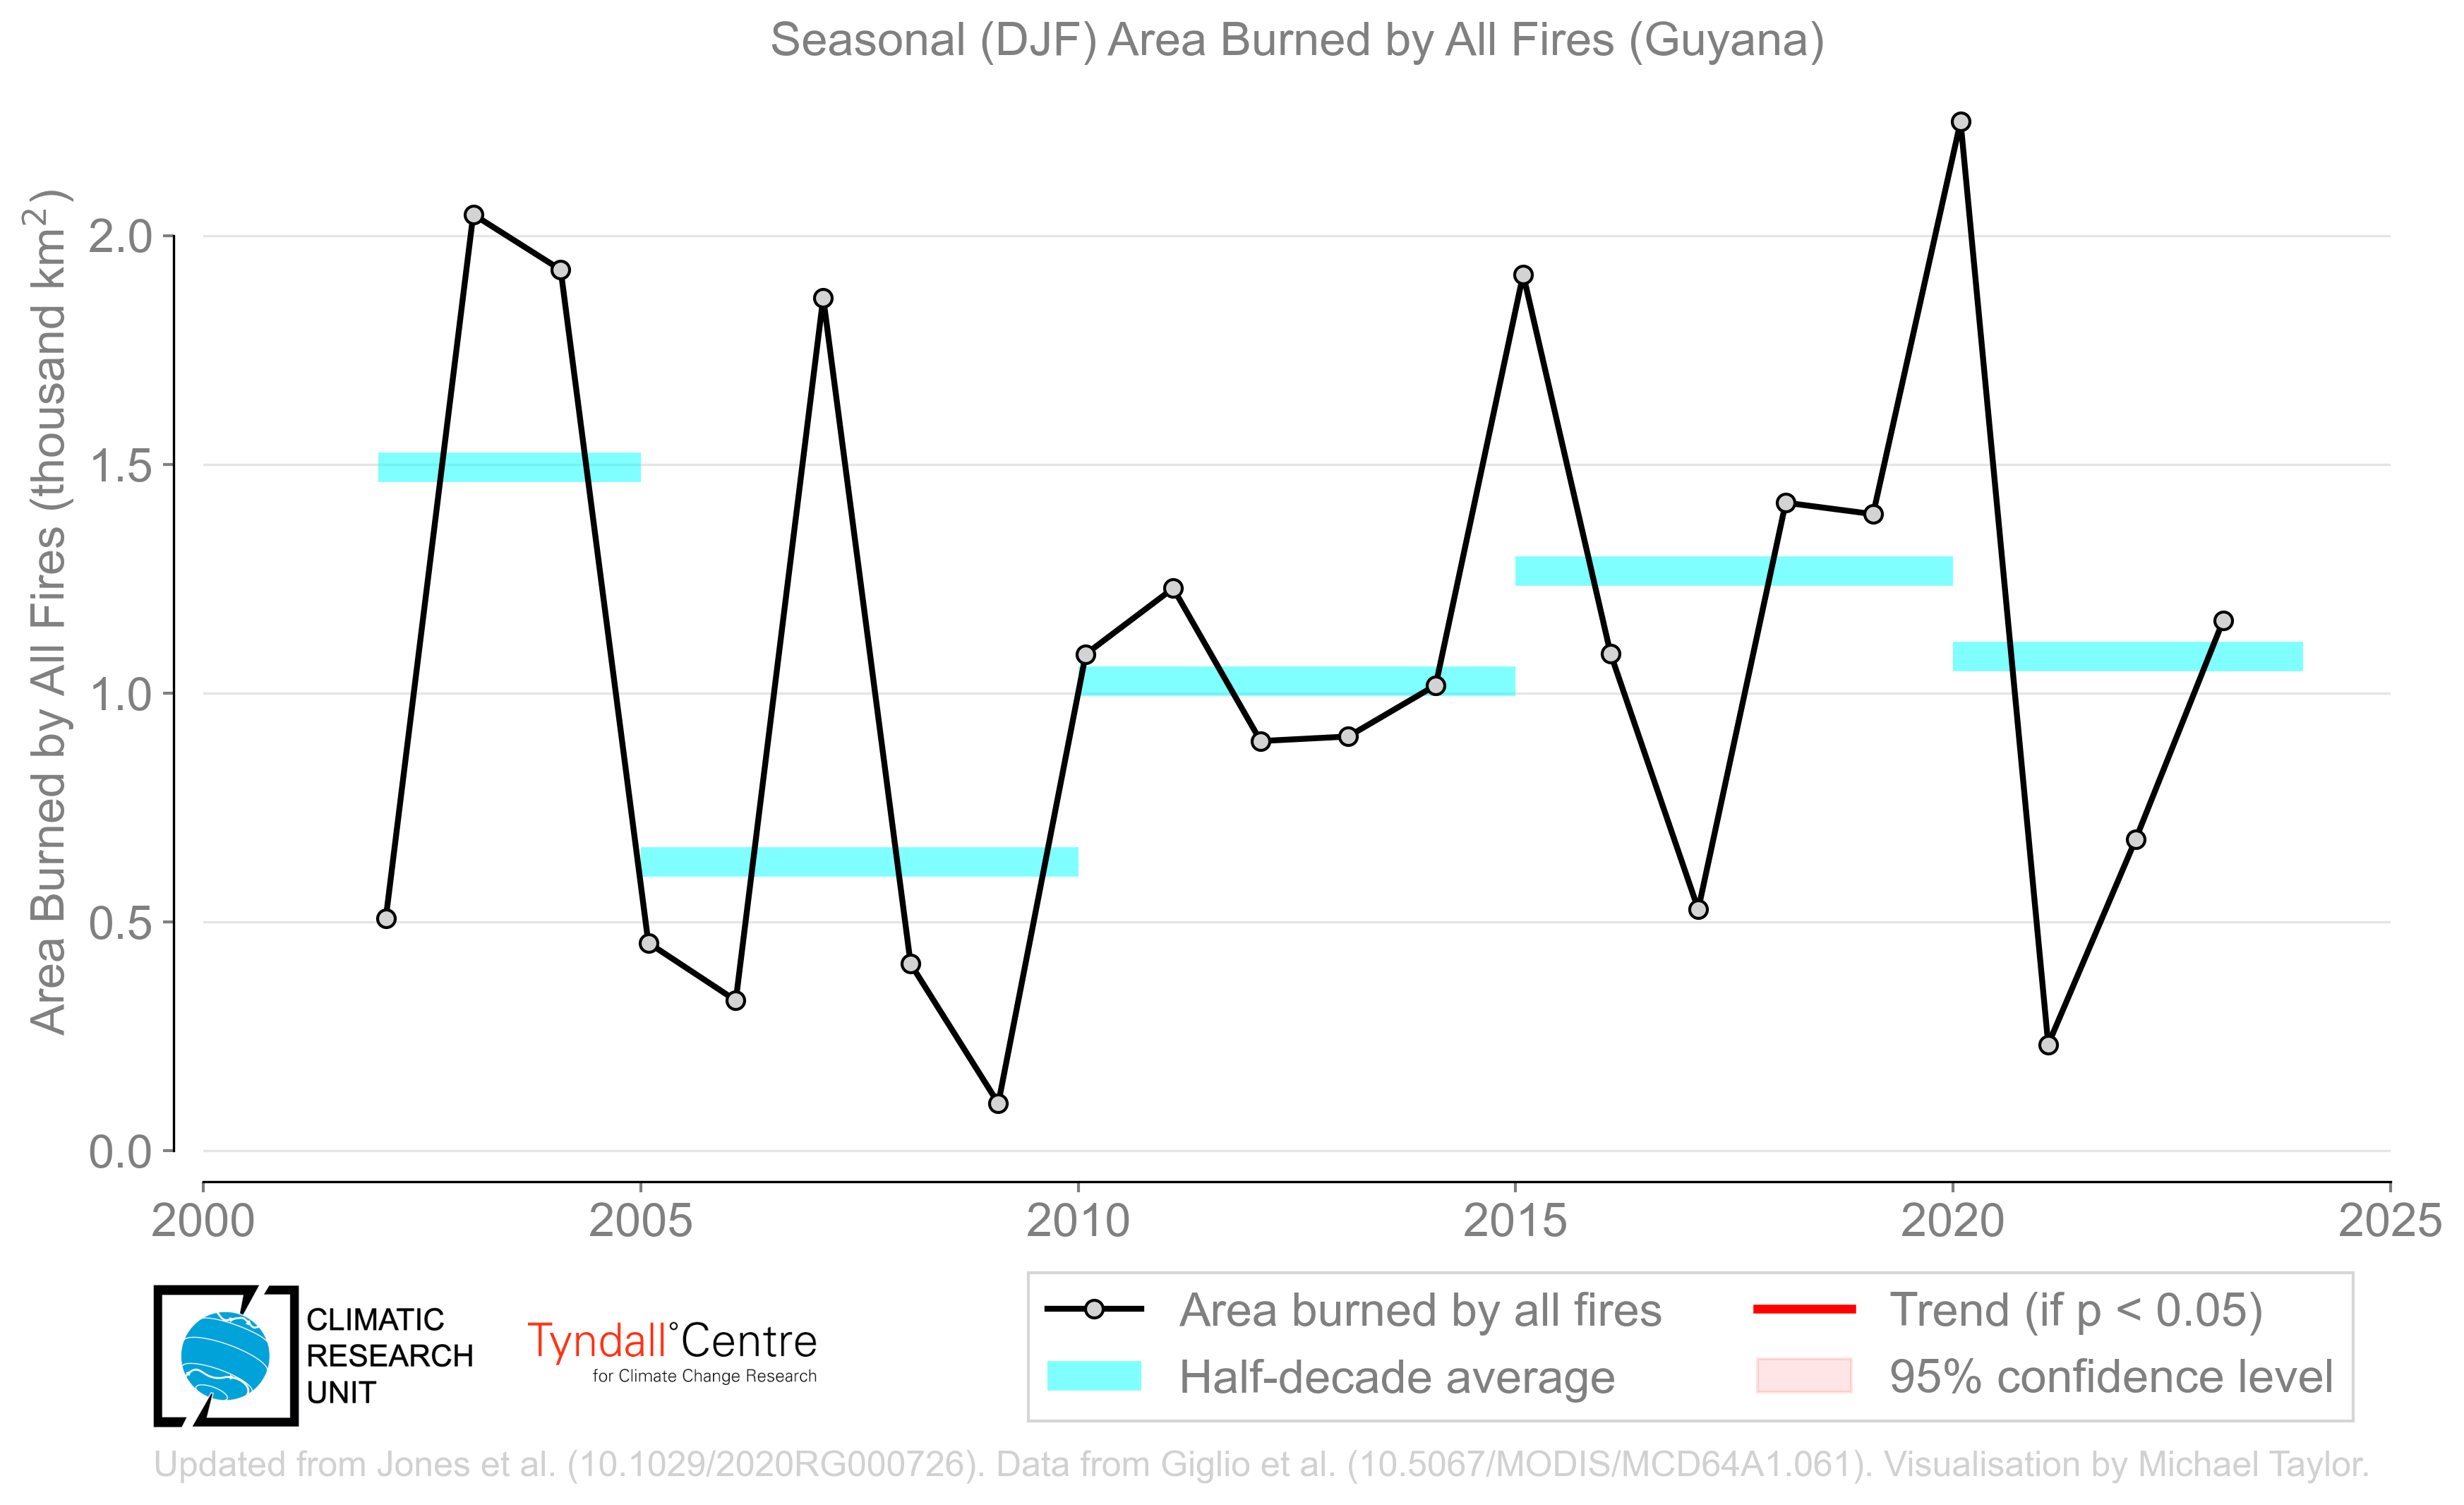 Seasonal (DJF) Area Burned by All Fires (Guyana)
Area Burned by All Fires (thousand km²)
2.0
1.5
1.0
0.5
0.0
2000 2005 2010 2015 2020 2025
CLIMATIC
RESEARCH
UNIT
Tyndall°Centre
for Climate Change Research
Area burned by all fires
Half-decade average
Trend (if p < 0.05)
95% confidence level
Updated from Jones et al. (10.1029/2020RG000726). Data from Giglio et al. (10.5067/MODIS/MCD64A1.061). Visualisation by Michael Taylor.